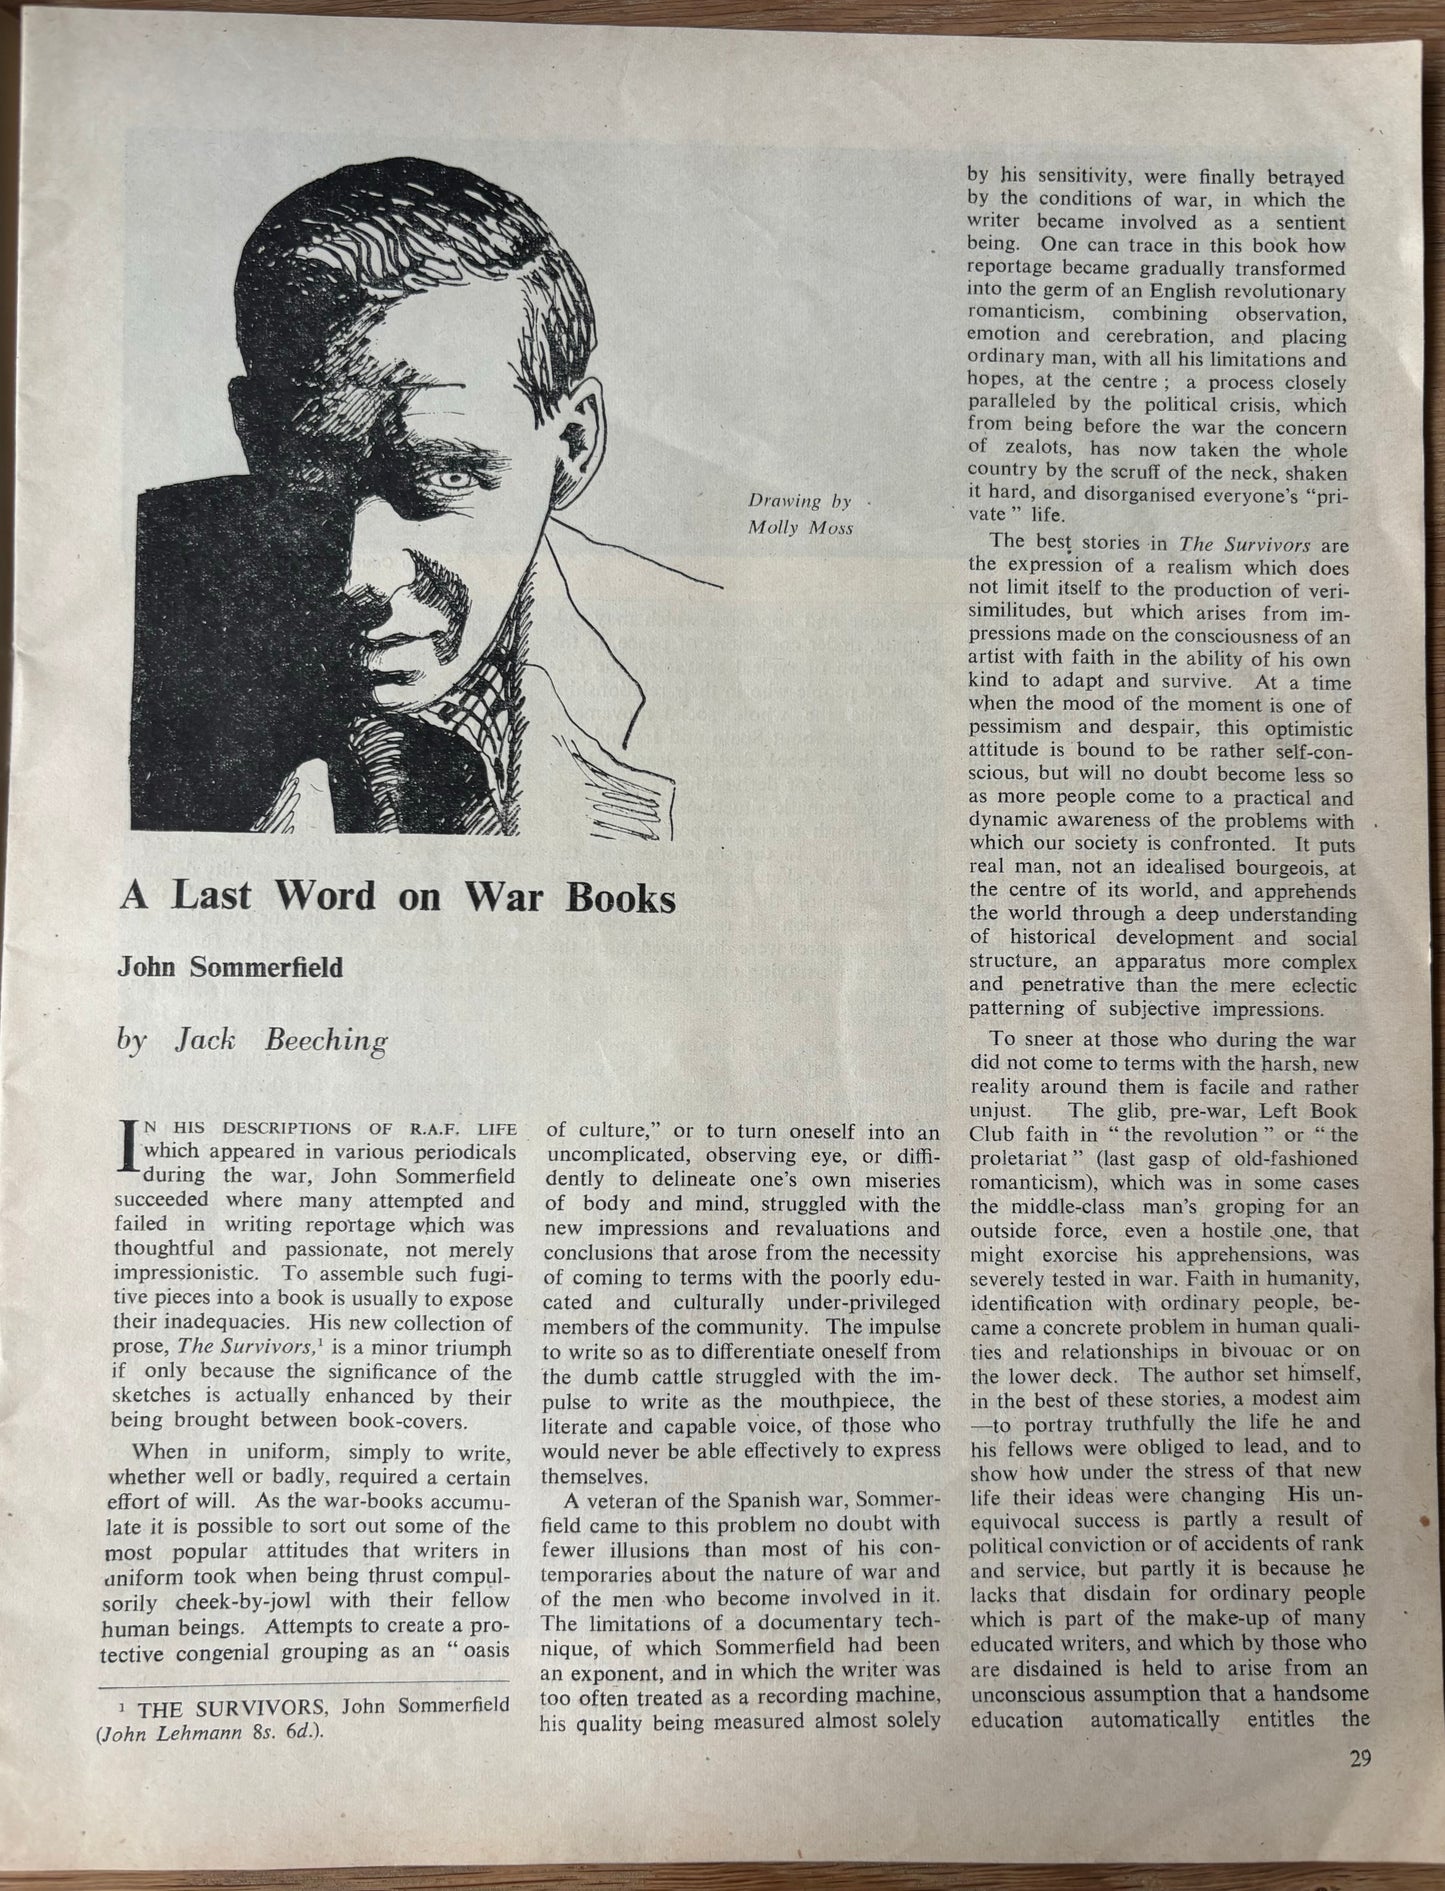 Drawing by
Molly Moss
A Last Word on War Books
John Sommerfield
by Jack Beeching
IN HIS DESCRIPTIONS OF R.A.F. LIFE
which appeared in various periodicals
during the war, John Sommerfield
succeeded where many attempted and
failed in writing reportage which was
thoughtful and passionate, not merely
impressionistic. To assemble such fugi-
tive pieces into a book is usually to expose
their inadequacies. His new collection of
prose, The Survivors,¹ is a minor triumph
if only because the significance of the
sketches is actually enhanced by their
being brought between book-covers.
When in uniform, simply to write,
whether well or badly, required a certain
effort of will. As the war-books accumu-
late it is possible to sort out some of the
most popular attitudes that writers in
uniform took when being thrust compul-
sorily cheek-by-jowl with their fellow
human beings. Attempts to create a pro-
tective congenial grouping as an “ oasis
¹ THE SURVIVORS, John Sommerfield
(John Lehmann 8s. 6d.).
of culture,” or to turn oneself into an
uncomplicated, observing eye, or diffi-
dently to delineate one’s own miseries
of body and mind, struggled with the
new impressions and revaluations and
conclusions that arose from the necessity
of coming to terms with the poorly edu-
cated and culturally under-privileged
members of the community. The impulse
to write so as to differentiate oneself from
the dumb cattle struggled with the im-
pulse to write as the mouthpiece, the
literate and capable voice, of those who
would never be able effectively to express
themselves.
A veteran of the Spanish war, Sommer-
field came to this problem no doubt with
fewer illusions than most of his con-
temporaries about the nature of war and
of the men who become involved in it.
The limitations of a documentary tech-
nique, of which Sommerfield had been
an exponent, and in which the writer was
too often treated as a recording machine,
his quality being measured almost solely
by his sensitivity, were finally betrayed
by the conditions of war, in which the
writer became involved as a sentient
being. One can trace in this book how
reportage became gradually transformed
into the germ of an English revolutionary
romanticism, combining observation,
emotion and cerebration, and placing
ordinary man, with all his limitations and
hopes, at the centre ; a process closely
paralleled by the political crisis, which
from being before the war the concern
of zealots, has now taken the whole
country by the scruff of the neck, shaken
it hard, and disorganised everyone’s “pri-
vate ” life.
The best stories in The Survivors are
the expression of a realism which does
not limit itself to the production of veri-
similitudes, but which arises from im-
pressions made on the consciousness of an
artist with faith in the ability of his own
kind to adapt and survive. At a time
when the mood of the moment is one of
pessimism and despair, this optimistic
attitude is bound to be rather self-con-
scious, but will no doubt become less so
as more people come to a practical and
dynamic awareness of the problems with
which our society is confronted. It puts
real man, not an idealised bourgeois, at
the centre of its world, and apprehends
the world through a deep understanding
of historical development and social
structure, an apparatus more complex
and penetrative than the mere eclectic
patterning of subjective impressions.
To sneer at those who during the war
did not come to terms with the harsh, new
reality around them is facile and rather
unjust. The glib, pre-war, Left Book
Club faith in “ the revolution ” or “ the
proletariat ” (last gasp of old-fashioned
romanticism), which was in some cases
the middle-class man’s groping for an
outside force, even a hostile one, that
might exorcise his apprehensions, was
severely tested in war. Faith in humanity,
identification with ordinary people, be-
came a concrete problem in human quali-
ties and relationships in bivouac or on
the lower deck. The author set himself,
in the best of these stories, a modest aim
—to portray truthfully the life he and
his fellows were obliged to lead, and to
show how under the stress of that new
life their ideas were changing His un-
equivocal success is partly a result of
political conviction or of accidents of rank
and service, but partly it is because he
lacks that disdain for ordinary people
which is part of the make-up of many
educated writers, and which by those who
are disdained is held to arise from an
unconscious assumption that a handsome
education automatically entitles the
29